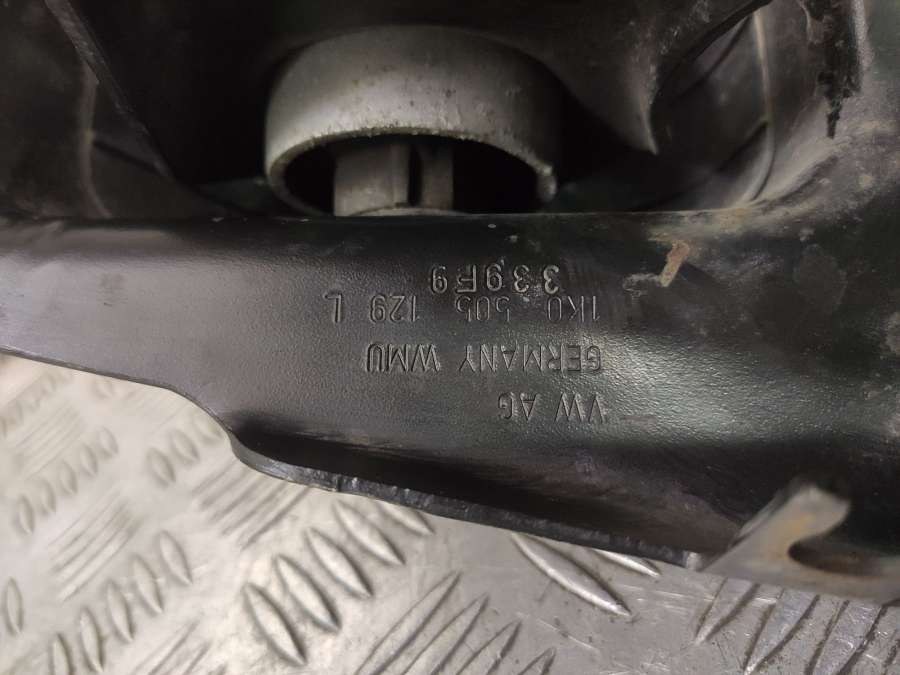 VW AG
GERMANY WMU
1K0 505 129 L
339F9